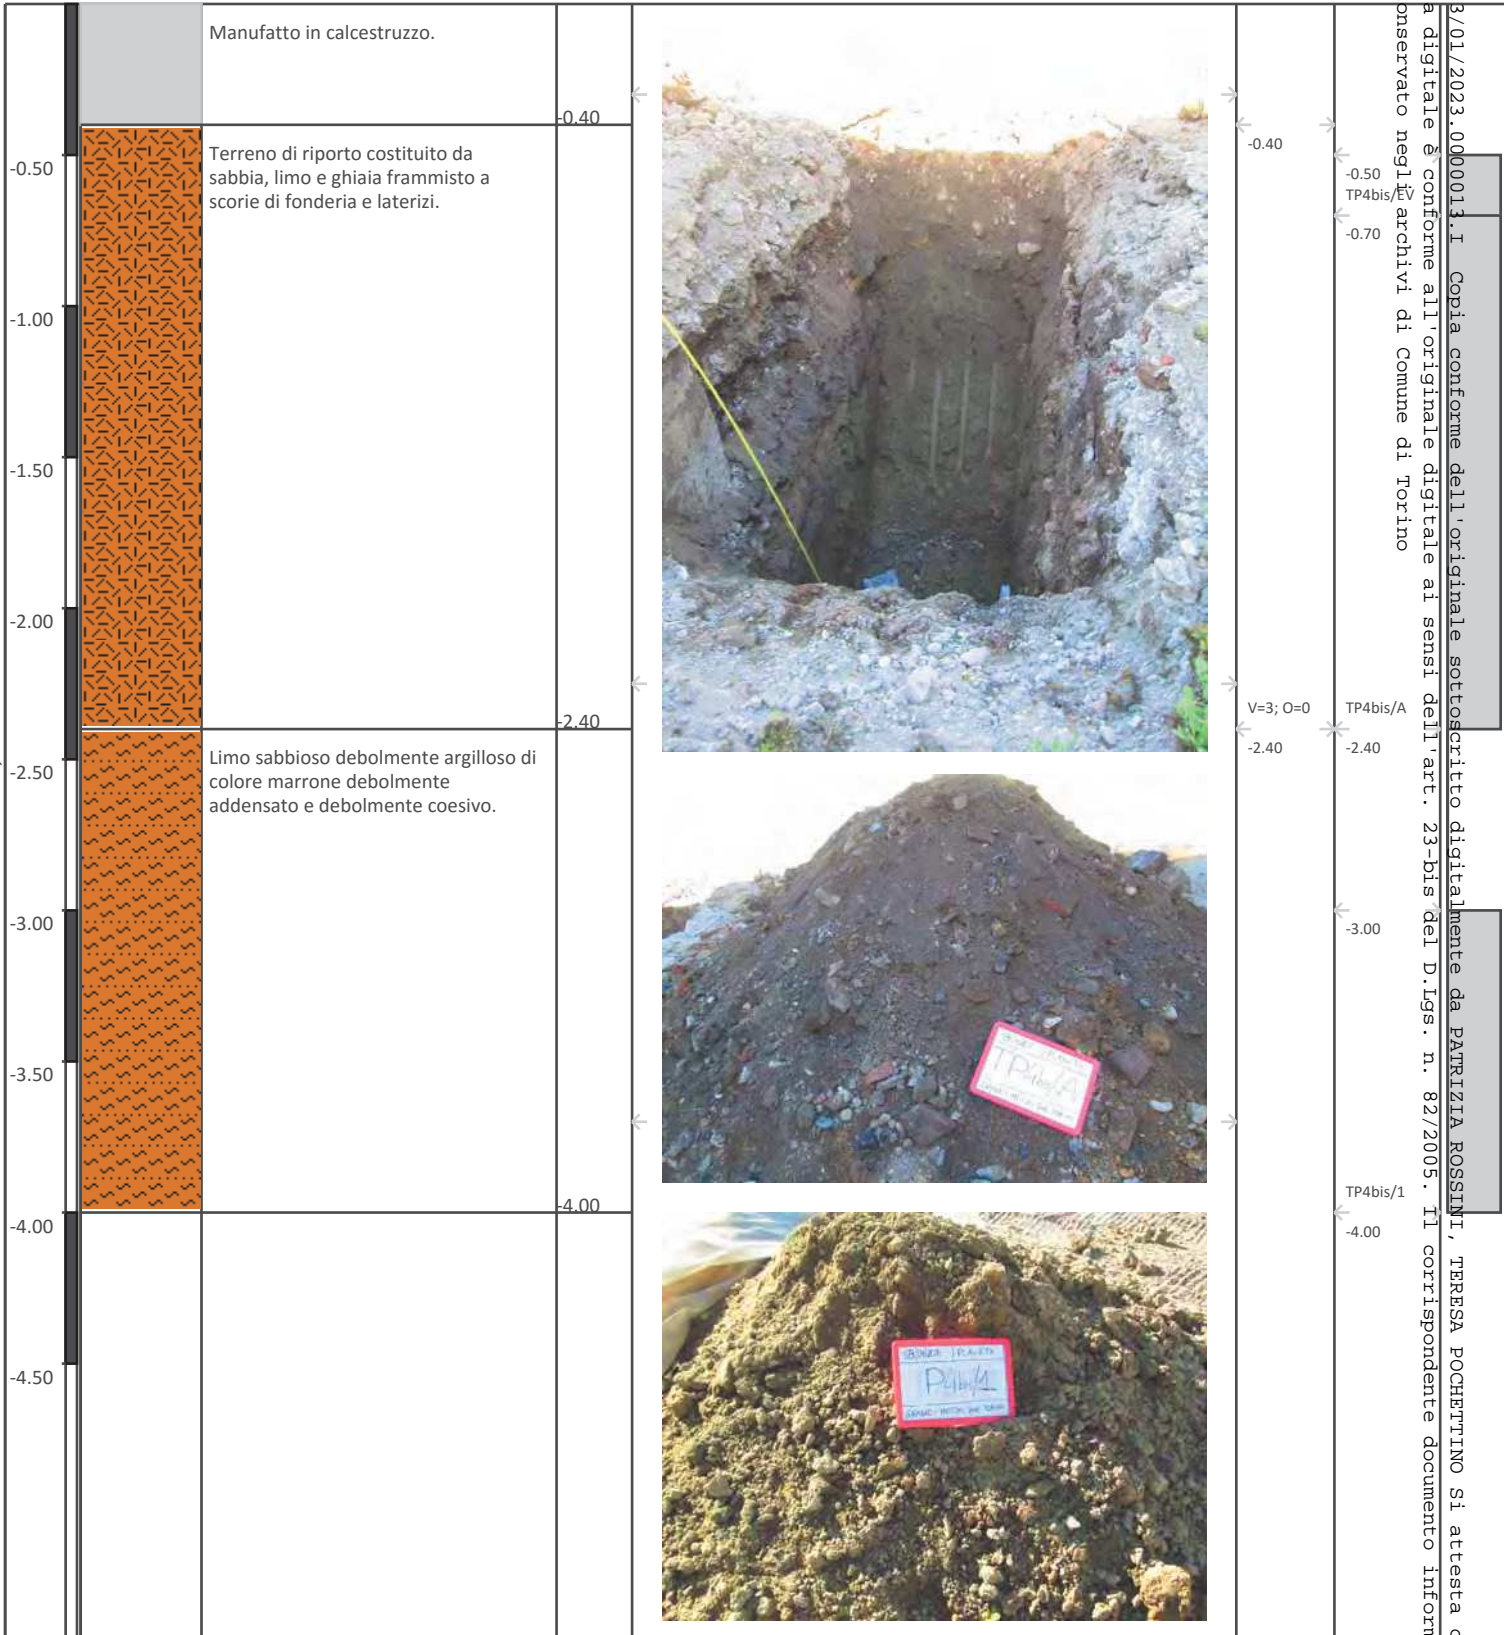 Manufatto in calcestruzzo.
-0.40
Terreno di riporto costituito da
sabbia, limo e ghiaia frammisto a
scorie di fonderia e laterizi.
-2.40
Limo sabbioso debolmente argilloso di
colore marrone debolmente
addensato e debolmente coesivo.
-4.00
-0.50
-1.00
-1.50
-2.00
-2.50
-3.00
-3.50
-4.00
-4.50
TP4bis/A
P4bis/1
-0.40
V=3; O=0
-2.40
-0.50
TP4bis/EV
-0.70
TP4bis/A
-2.40
-3.00
TP4bis/1
-4.00
3/01/2023.0000013.I Copia conforme dell'originale sottoscritto digitalmente da PATRIZIA ROSSINI, TERESA POCHETTINO Si attesta
a digitale è conforme all'originale digitale ai sensi dell'art. 23-bis del D.Lgs. n. 82/2005. Il corrispondente documento inform
onservato negli archivi di Comune di Torino